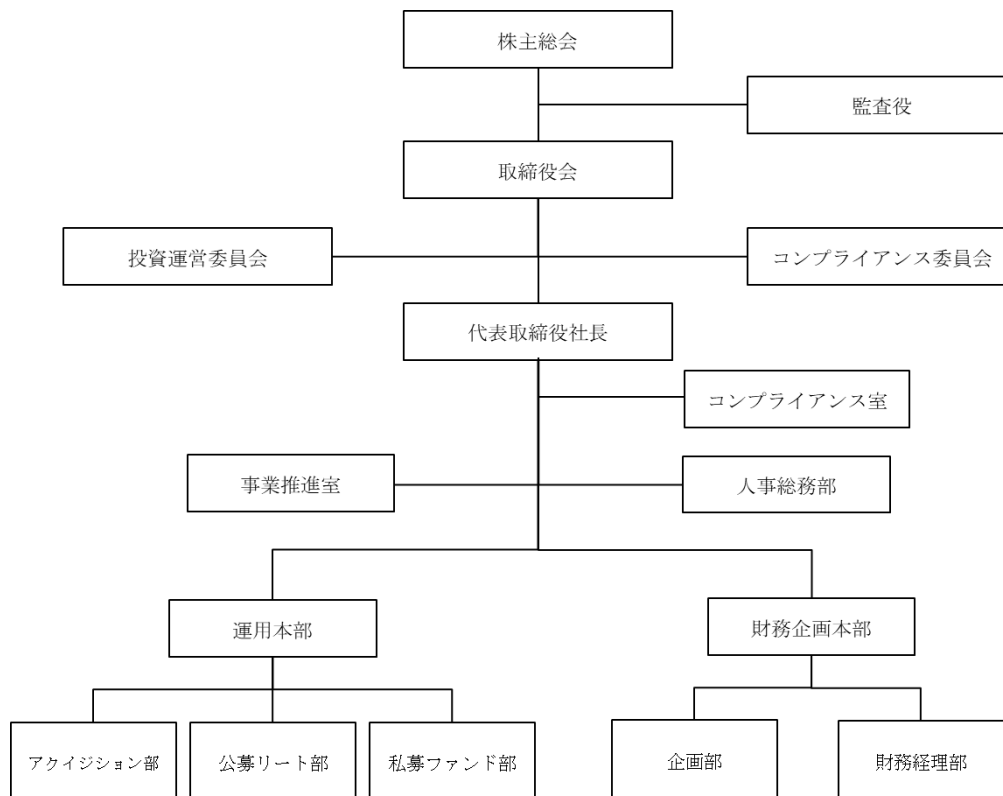 株主総会
監査役
取締役会
投資運営委員会
コンプライアンス委員会
代表取締役社長
コンプライアンス室
事業推進室
人事総務部
運用本部
財務企画本部
アクイジション部
公募リート部
私募ファンド部
企画部
財務経理部